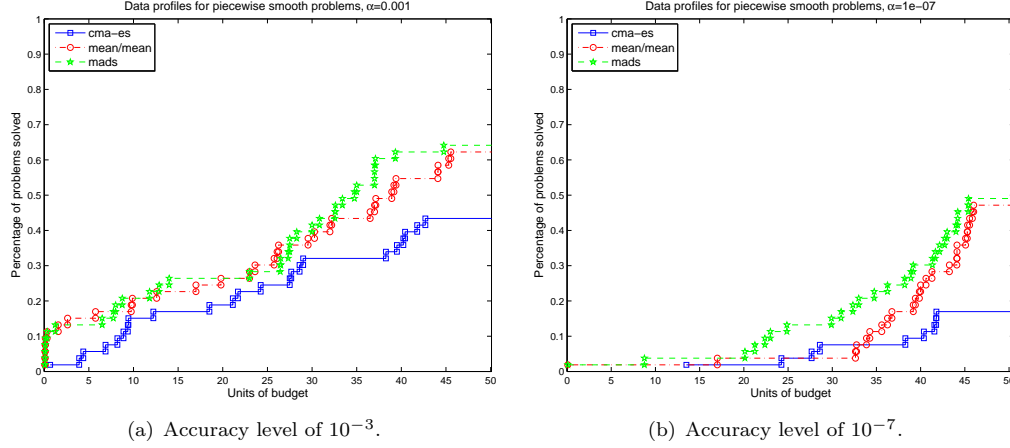 Data profiles for piecewise smooth problems, α=0.001
cma-es
mean/mean
mads
Percentage of problems solved
1
0.9
0.8
0.7
0.6
0.5
0.4
0.3
0.2
0.1
0
0 5 10 15 20 25 30 35 40 45 50
Units of budget
(a) Accuracy level of 10⁻³.
Data profiles for piecewise smooth problems, α=1e−07
cma-es
mean/mean
mads
Percentage of problems solved
1
0.9
0.8
0.7
0.6
0.5
0.4
0.3
0.2
0.1
0
0 5 10 15 20 25 30 35 40 45 50
Units of budget
(b) Accuracy level of 10⁻⁷.